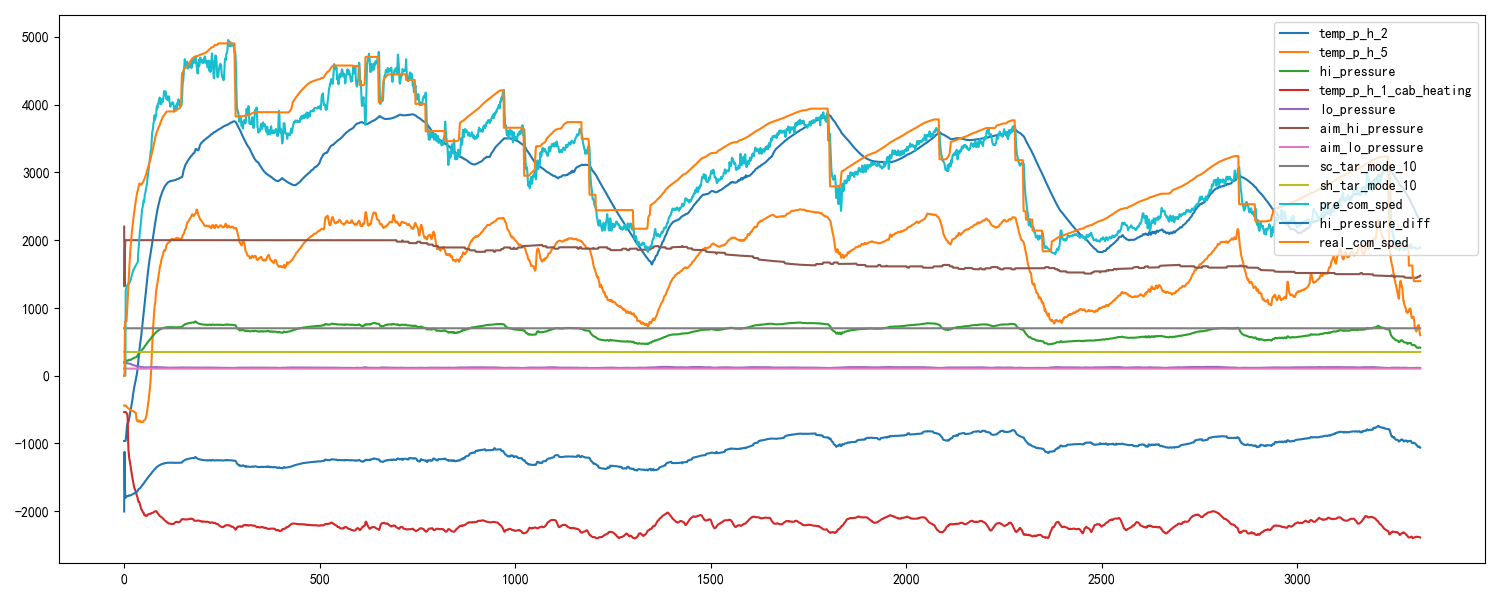 5000
4000
3000
2000
1000
0
−1000
−2000
0
500
1000
1500
2000
2500
3000
temp_p_h_2
temp_p_h_5
hi_pressure
temp_p_h_1_cab_heating
lo_pressure
aim_hi_pressure
aim_lo_pressure
sc_tar_mode_10
sh_tar_mode_10
pre_com_sped
hi_pressure_diff
real_com_sped